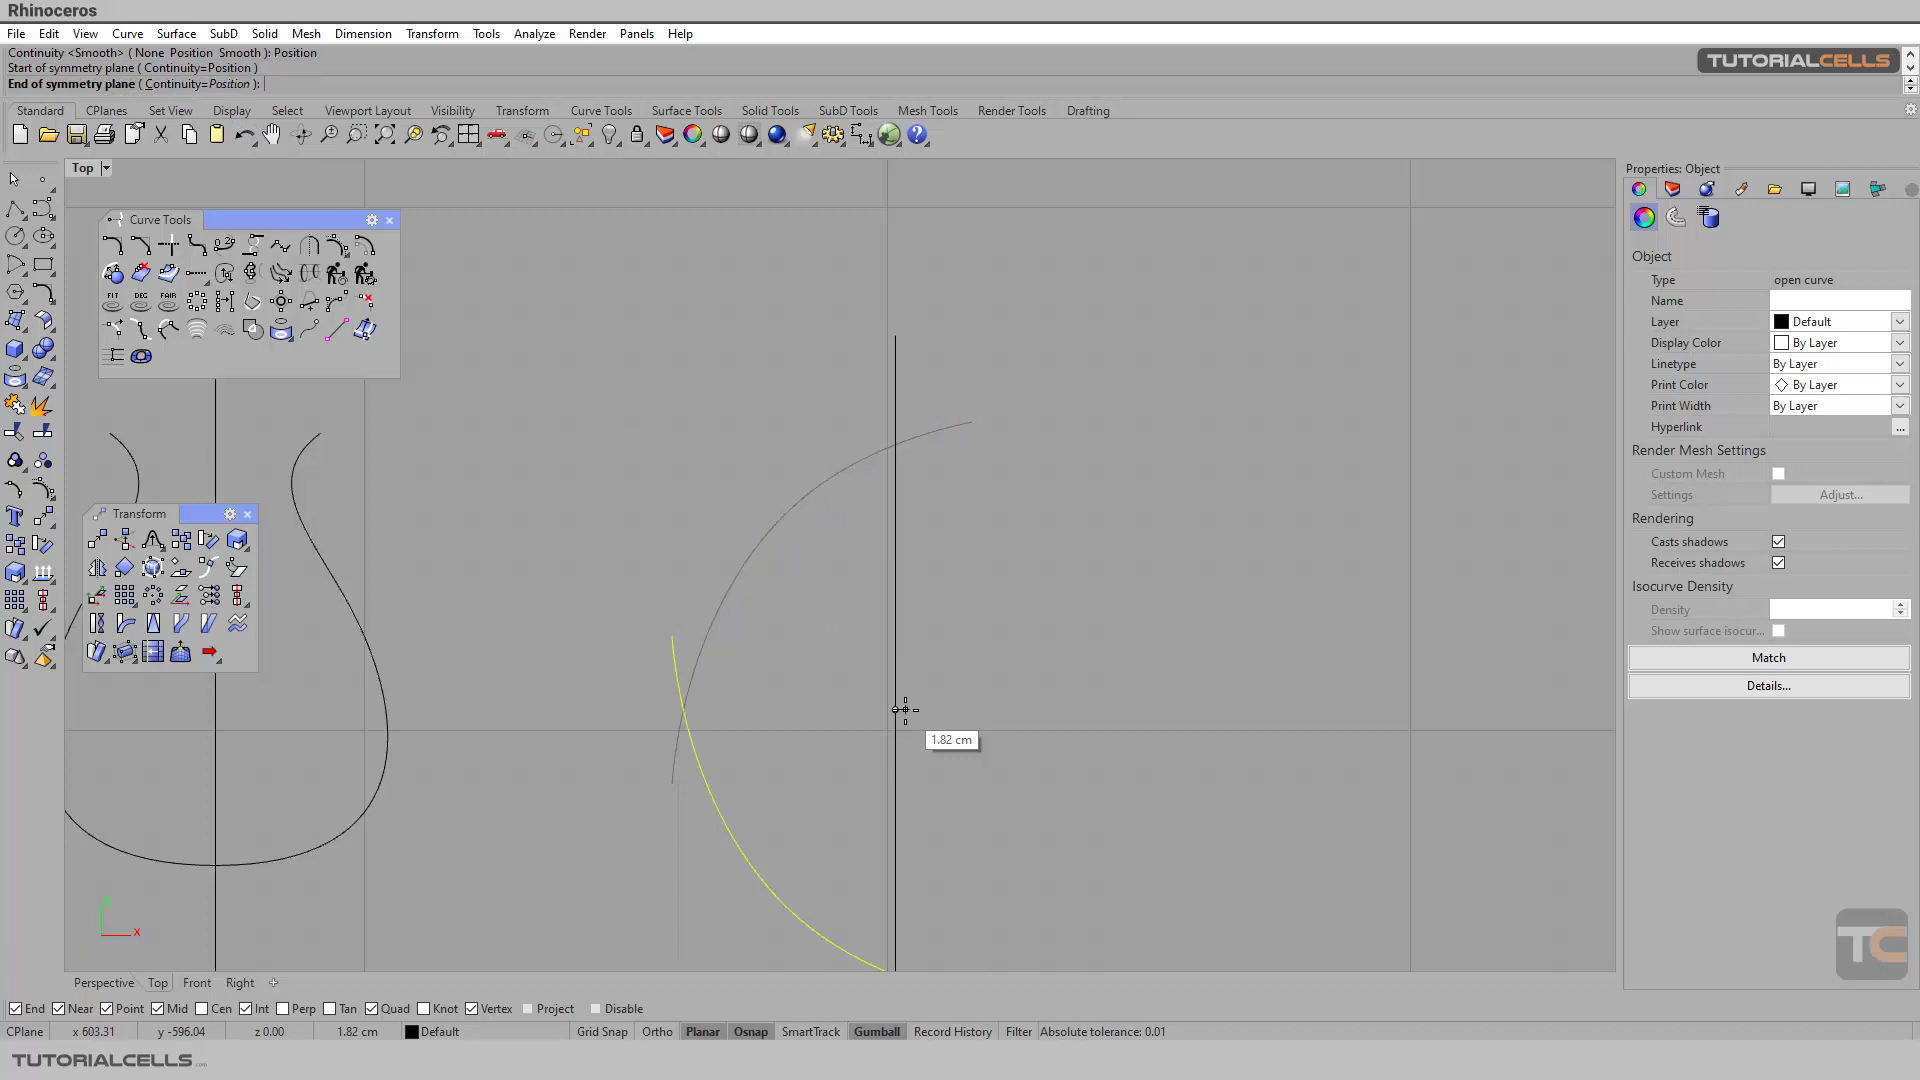 Rhinoceros
File Edit View Curve Surface SubD Solid Mesh Dimension Transform Tools Analyze Render Panels Help
Continuity <Smooth> ( None Position Smooth ): Position
Start of symmetry plane ( Continuity=Position )
End of symmetry plane ( Continuity=Position ):
TUTORIALCELLS
Standard CPlanes Set View Display Select Viewport Layout Visibility Transform Curve Tools Surface Tools Solid Tools SubD Tools Mesh Tools Render Tools Drafting
Top
Curve Tools
FIT DEG FAIR
Transform
1.82 cm
y
x
Properties: Object
Object
Type open curve
Name
Layer Default
Display Color By Layer
Linetype By Layer
Print Color By Layer
Print Width By Layer
Hyperlink ...
Render Mesh Settings
Custom Mesh
Settings Adjust...
Rendering
Casts shadows
Receives shadows
Isocurve Density
Density
Show surface isocur...
Match
Details...
TC
Perspective Top Front Right
End Near Point Mid Cen Int Perp Tan Quad Knot Vertex Project Disable
CPlane x 603.31 y -596.04 z 0.00 1.82 cm Default Grid Snap Ortho Planar Osnap SmartTrack Gumball Record History Filter Absolute tolerance: 0.01
TUTORIALCELLS